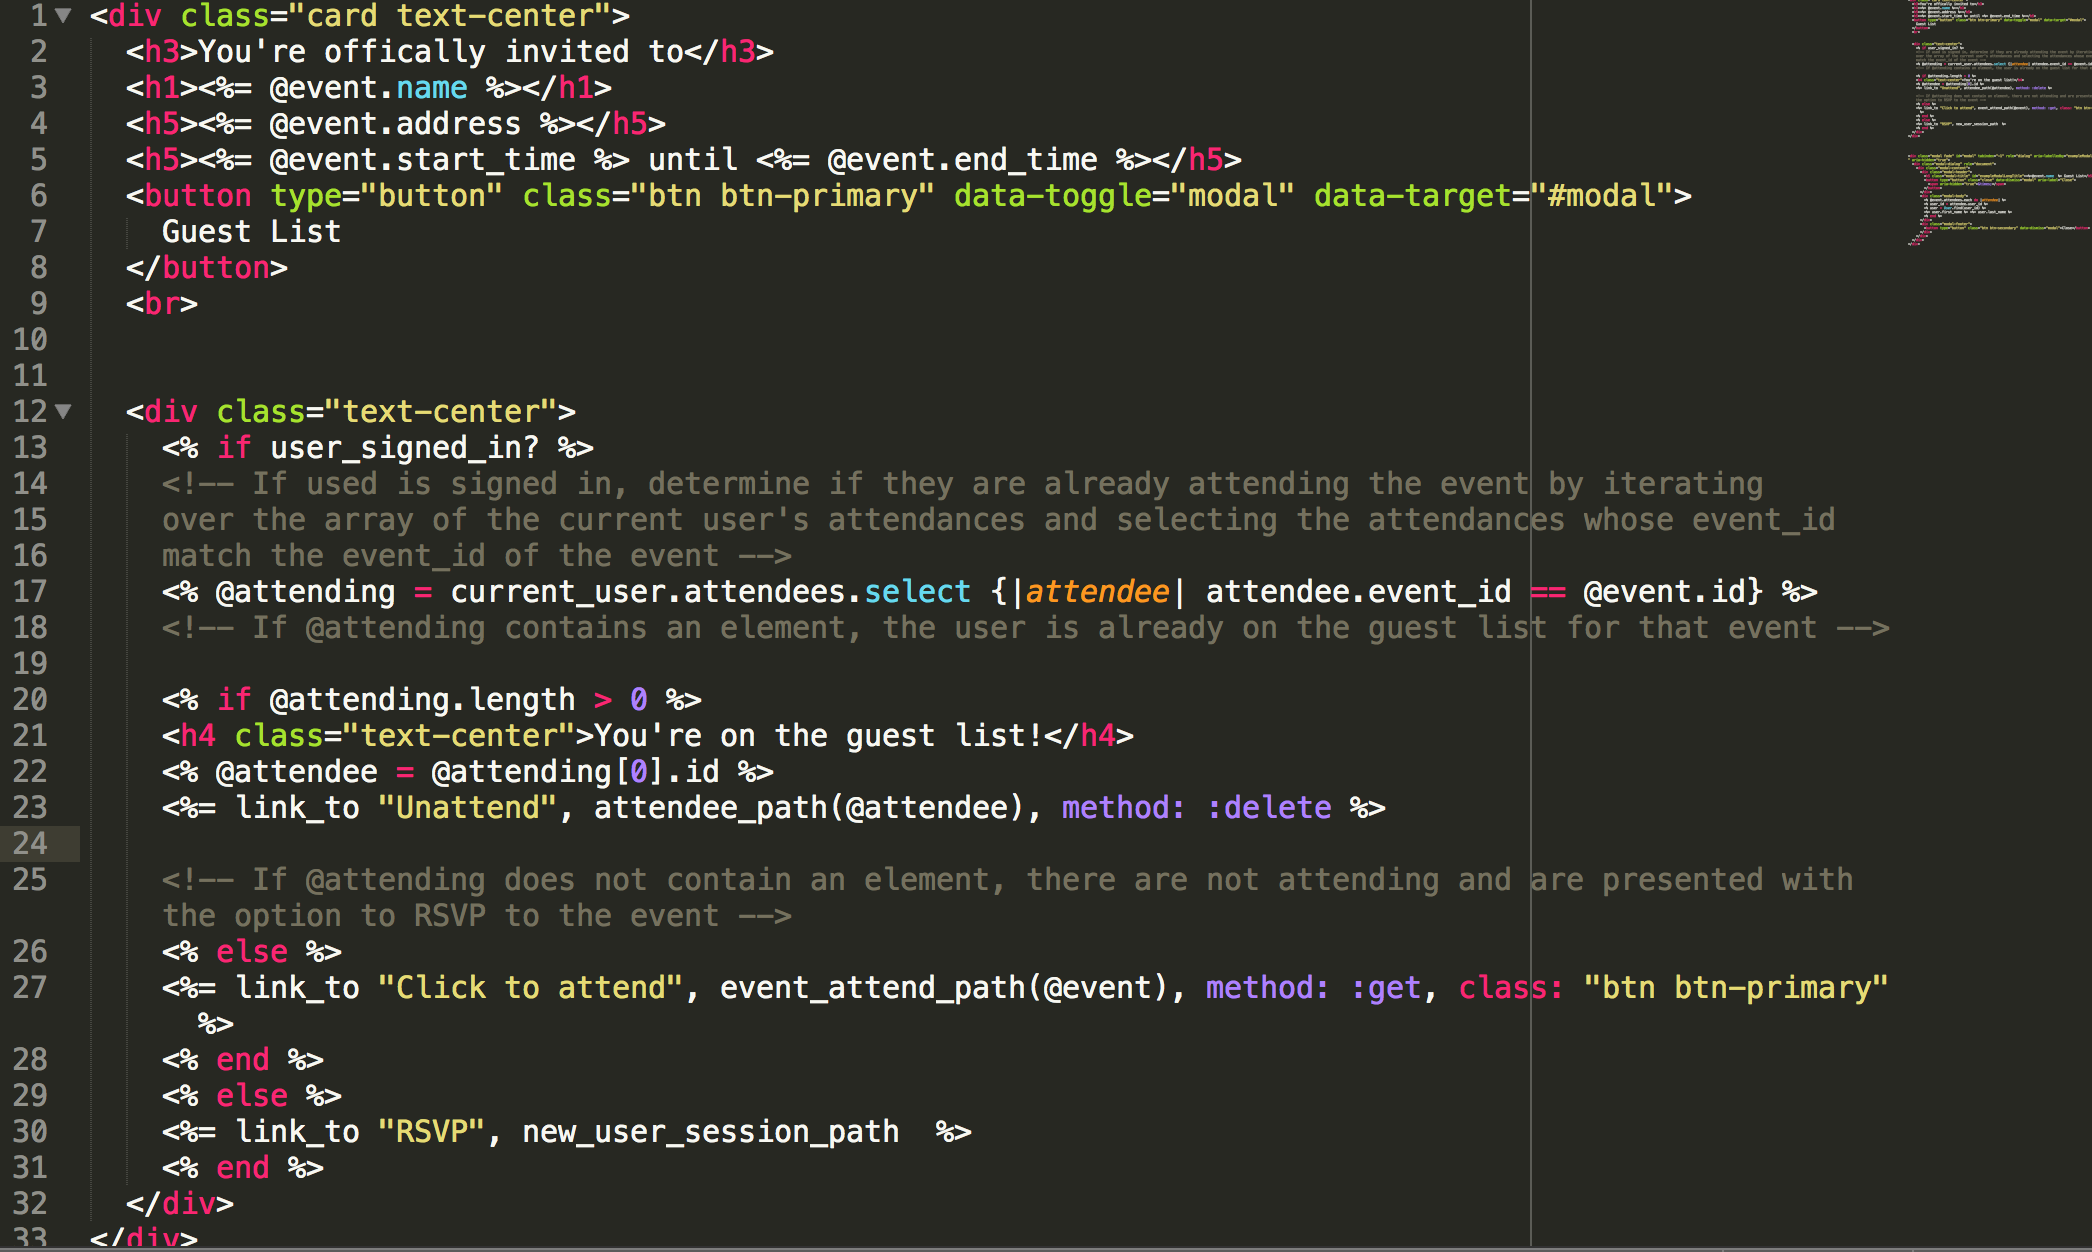 1 <div class="card text-center">
2 <h3>You're offically invited to</h3>
3 <h1><%= @event.name %></h1>
4 <h5><%= @event.address %></h5>
5 <h5><%= @event.start_time %> until <%= @event.end_time %></h5>
6 <button type="button" class="btn btn-primary" data-toggle="modal" data-target="#modal">
7 Guest List
8 </button>
9 <br>
10
11
12 <div class="text-center">
13 <% if user_signed_in? %>
14 <!-- If used is signed in, determine if they are already attending the event by iterating
15 over the array of the current user's attendances and selecting the attendances whose event_id
16 match the event_id of the event -->
17 <% @attending = current_user.attendees.select {|attendee| attendee.event_id == @event.id} %>
18 <!-- If @attending contains an element, the user is already on the guest list for that event -->
19
20 <% if @attending.length > 0 %>
21 <h4 class="text-center">You're on the guest list!</h4>
22 <% @attendee = @attending[0].id %>
23 <%= link_to "Unattend", attendee_path(@attendee), method: :delete %>
24
25 <!-- If @attending does not contain an element, there are not attending and are presented with
the option to RSVP to the event -->
26 <% else %>
27 <%= link_to "Click to attend", event_attend_path(@event), method: :get, class: "btn btn-primary"
%>
28 <% end %>
29 <% else %>
30 <%= link_to "RSVP", new_user_session_path  %>
31 <% end %>
32 </div>
33 </div>